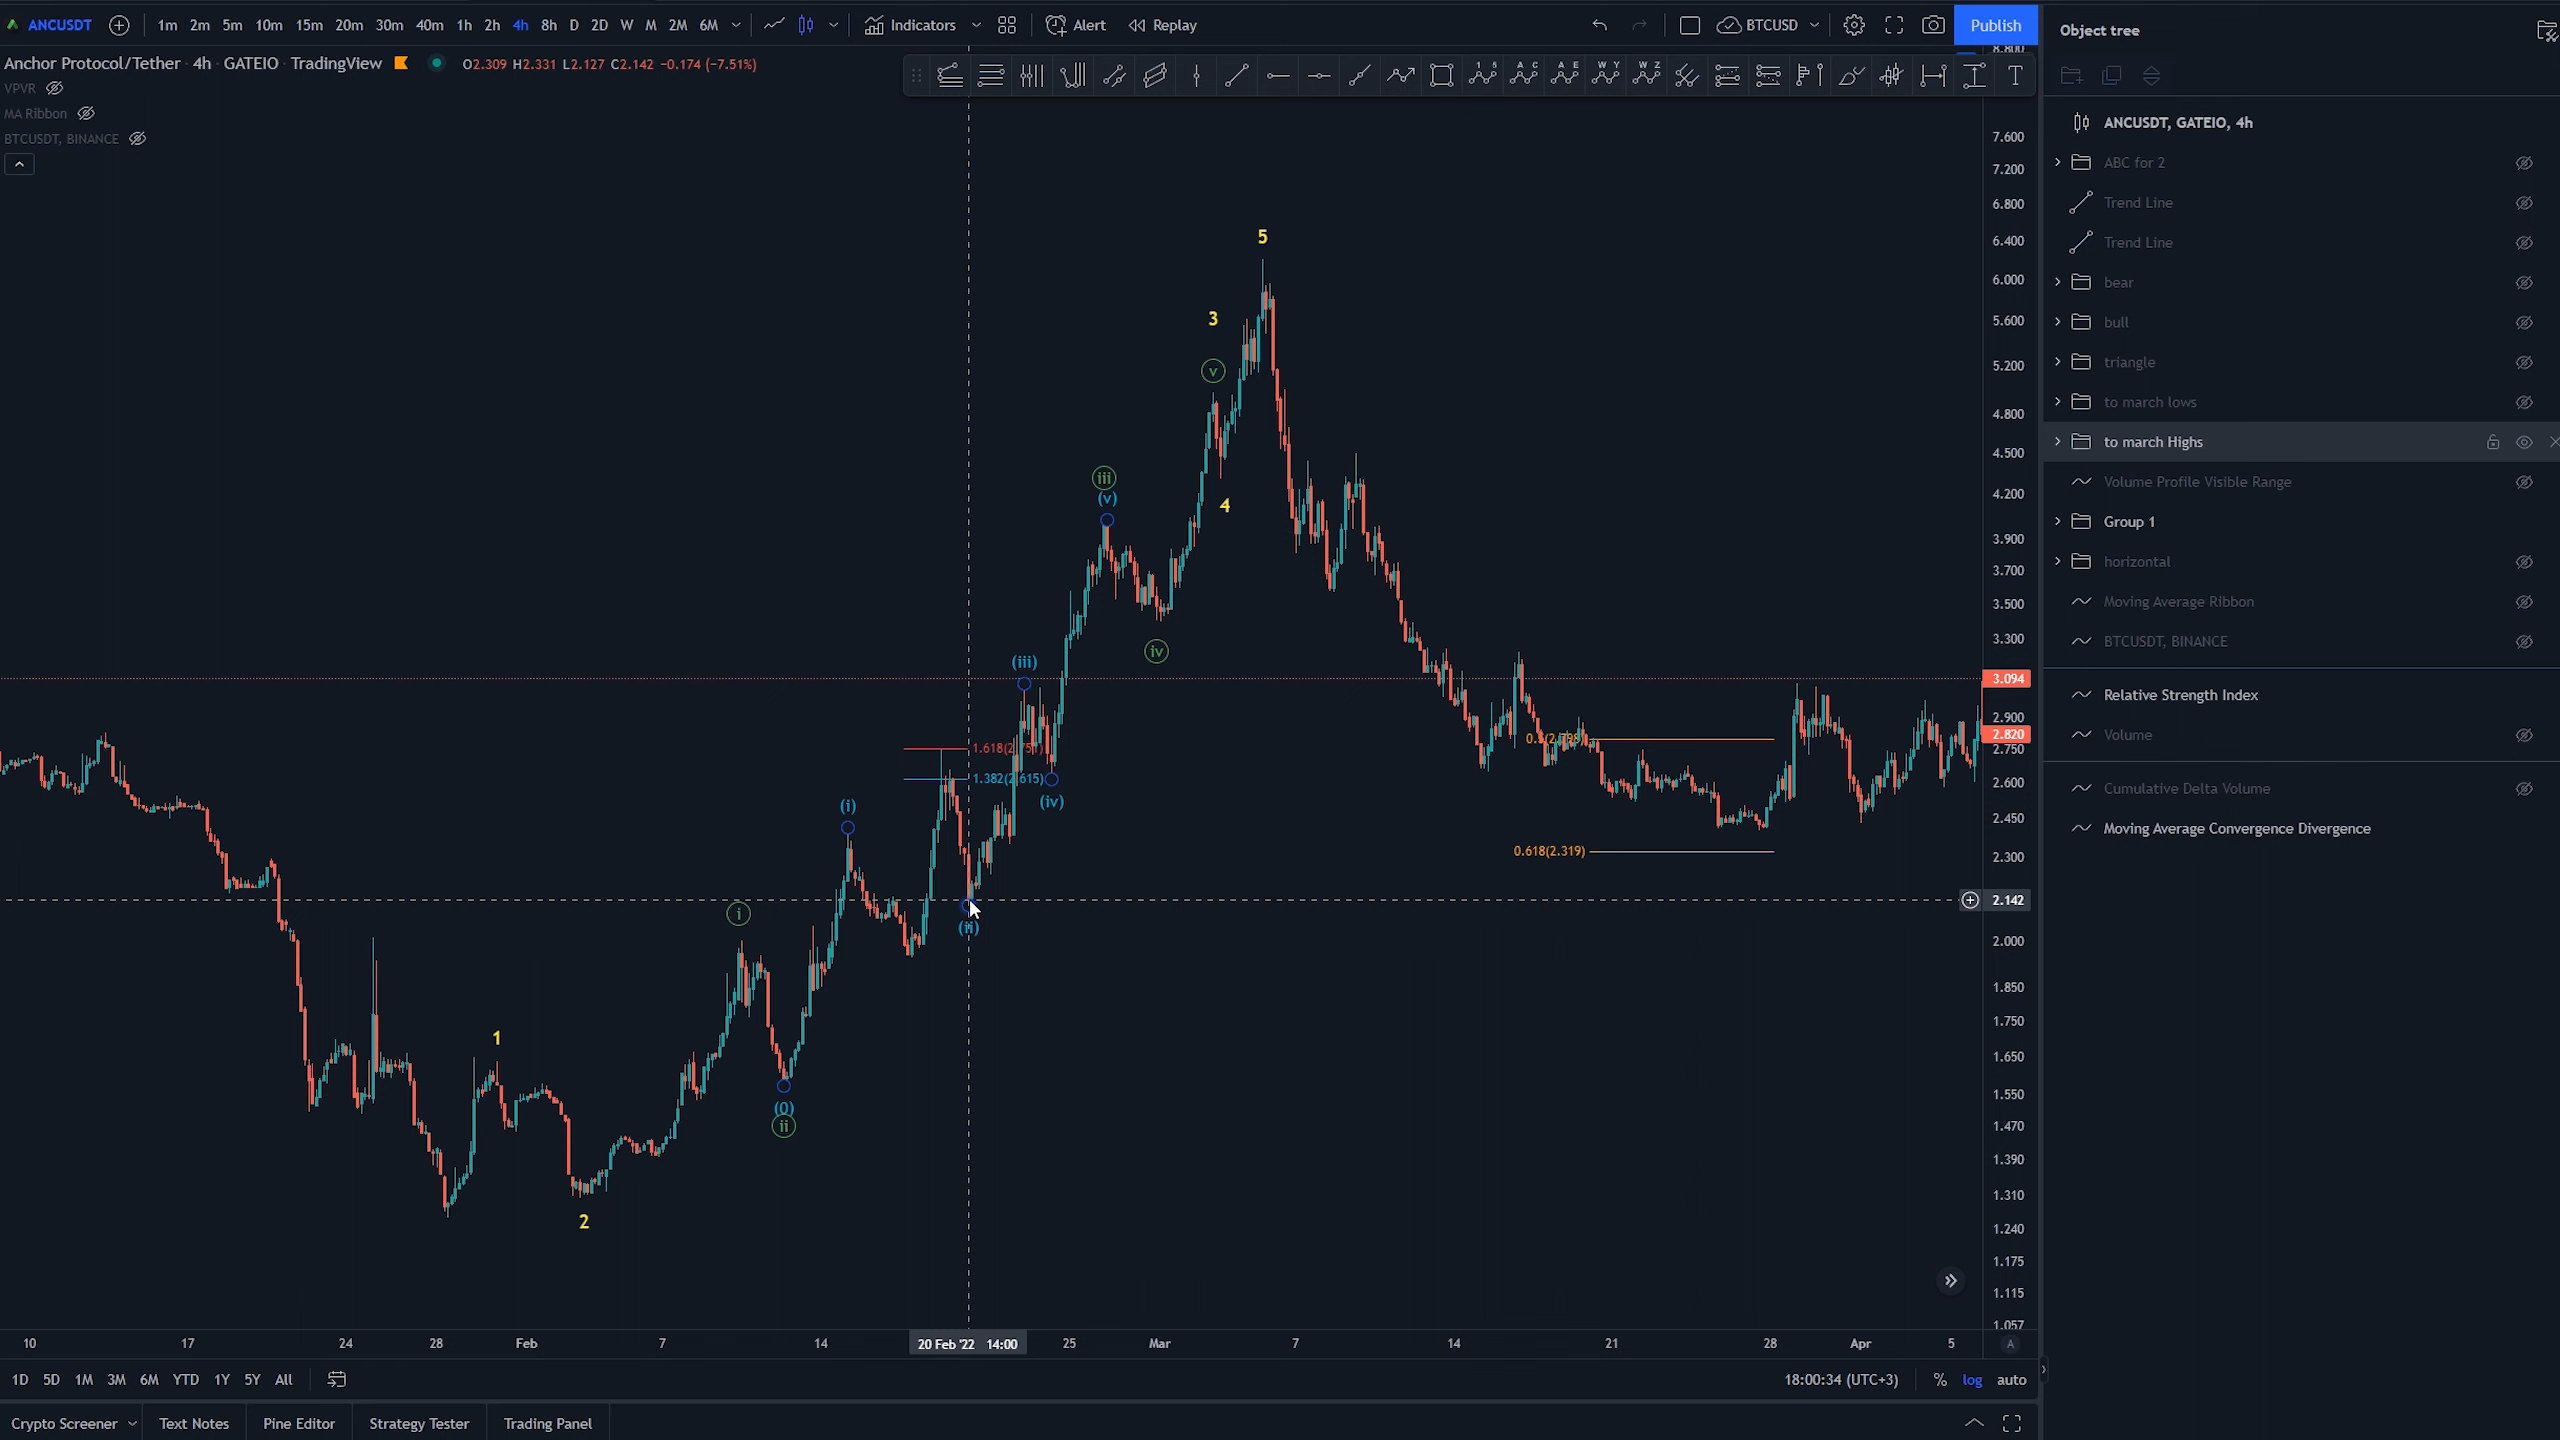 ANCUSDT 1m 2m 5m 10m 15m 20m 30m 40m 1h 2h 4h 8h D 2D W M 2M 6M Indicators Alert Replay BTCUSD Publish
Anchor Protocol/Tether · 4h · GATEIO · TradingView O2.309 H2.331 L2.127 C2.142 −0.174 (−7.51%)
VPVR
MA Ribbon
BTCUSDT, BINANCE
1 5 A C A E W Y W Z T
5
3
v
iii
(v)
4
iv
(iii)
1.618(2.751)
1.382(2.615)
(iv)
(i)
0.618(2.319)
i
(ii)
1
(0)
ii
2
7.600
7.200
6.800
6.400
6.000
5.600
5.200
4.800
4.500
4.200
3.900
3.700
3.500
3.300
3.094
2.900
2.820
2.750
2.600
2.450
2.300
2.142
2.000
1.850
1.750
1.650
1.550
1.470
1.390
1.310
1.240
1.175
1.115
1.057
10 17 24 28 Feb 7 14 20 Feb '22 14:00 25 Mar 7 14 21 28 Apr 5 A
1D 5D 1M 3M 6M YTD 1Y 5Y All 18:00:34 (UTC+3) % log auto
Crypto Screener Text Notes Pine Editor Strategy Tester Trading Panel
Object tree
ANCUSDT, GATEIO, 4h
ABC for 2
Trend Line
Trend Line
bear
bull
triangle
to march lows
to march Highs
Volume Profile Visible Range
Group 1
horizontal
Moving Average Ribbon
BTCUSDT, BINANCE
Relative Strength Index
Volume
Cumulative Delta Volume
Moving Average Convergence Divergence